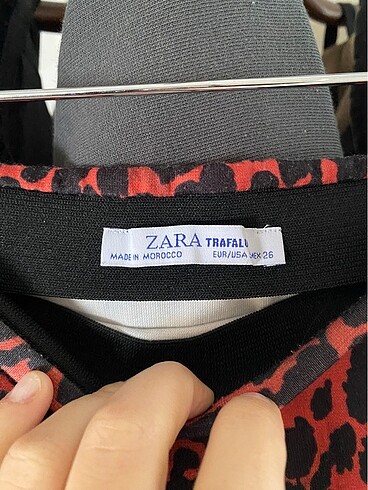 ZARA TRAFALU
MADE IN MOROCCO EUR/USA MEX 26